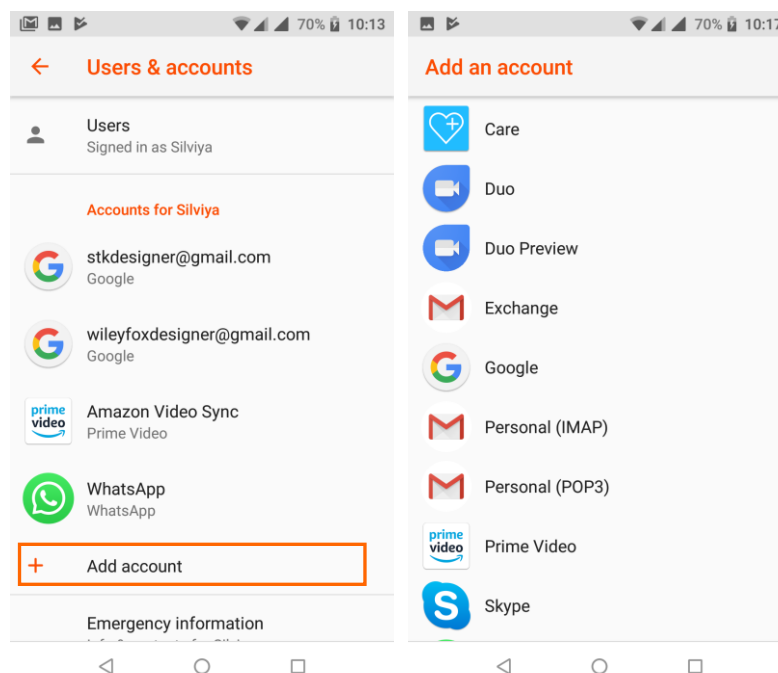 70% 10:13
Users & accounts
Users
Signed in as Silviya
Accounts for Silviya
stkdesigner@gmail.com
Google
wileyfoxdesigner@gmail.com
Google
prime
video
Amazon Video Sync
Prime Video
WhatsApp
WhatsApp
Add account
Emergency information
70% 10:17
Add an account
Care
Duo
Duo Preview
Exchange
Google
Personal (IMAP)
Personal (POP3)
prime
video
Prime Video
Skype